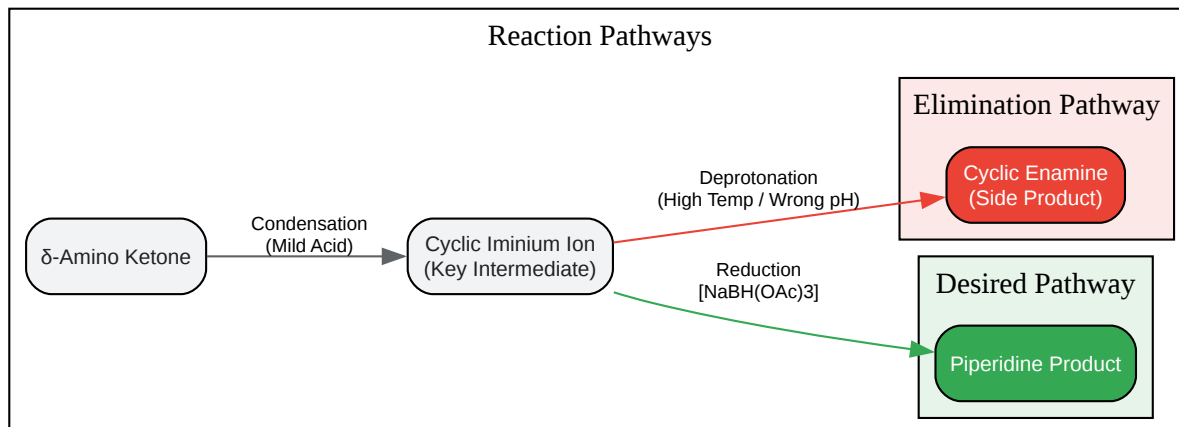 Reaction Pathways
Elimination Pathway
Cyclic Enamine
(Side Product)
Deprotonation
(High Temp / Wrong pH)
Condensation
(Mild Acid)
δ-Amino Ketone
Cyclic Iminium Ion
(Key Intermediate)
Reduction
[NaBH(OAc)3]
Desired Pathway
Piperidine Product